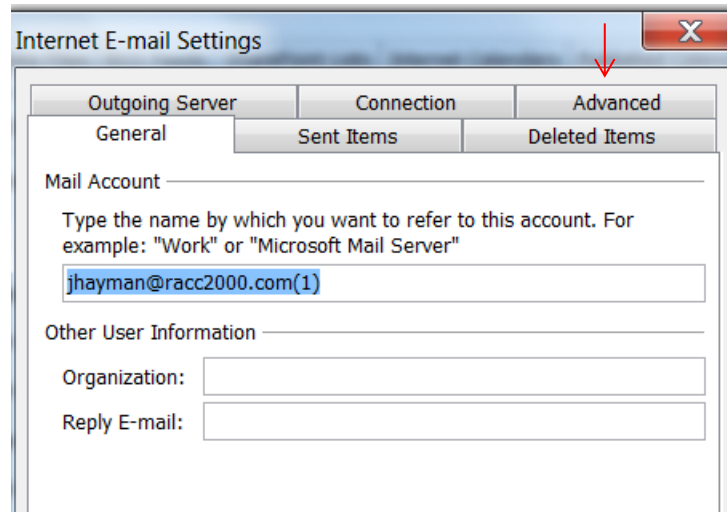 Internet E-mail Settings
Outgoing Server
Connection
Advanced
General
Sent Items
Deleted Items
Mail Account
Type the name by which you want to refer to this account. For
example: "Work" or "Microsoft Mail Server"
jhayman@racc2000.com(1)
Other User Information
Organization:
Reply E-mail: